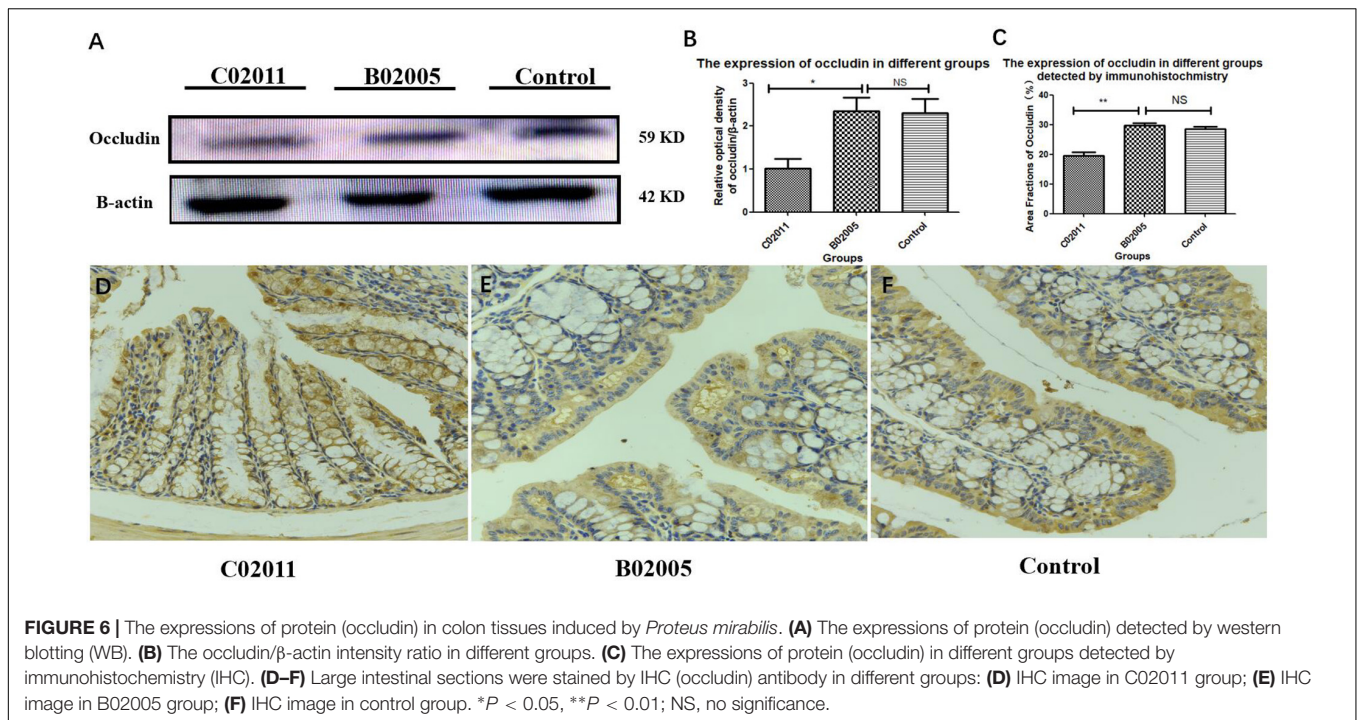 A
C02011 B02005 Control
Occludin
59 KD
B-actin
42 KD
B
The expression of occludin in different groups
Relative optical density
of occludin/β-actin
3
2
1
0
*
NS
C02011
B02005
Control
Groups
C
The expression of occludin in different groups
detected by immunohistochmistry
Area Fractions of Occludin (%)
40
30
20
10
0
**
NS
C02011
B02005
Control
Groups
D
E
F
C02011
B02005
Control
FIGURE 6 | The expressions of protein (occludin) in colon tissues induced by Proteus mirabilis. (A) The expressions of protein (occludin) detected by western
blotting (WB). (B) The occludin/β-actin intensity ratio in different groups. (C) The expressions of protein (occludin) in different groups detected by
immunohistochemistry (IHC). (D–F) Large intestinal sections were stained by IHC (occludin) antibody in different groups: (D) IHC image in C02011 group; (E) IHC
image in B02005 group; (F) IHC image in control group. *P < 0.05, **P < 0.01; NS, no significance.